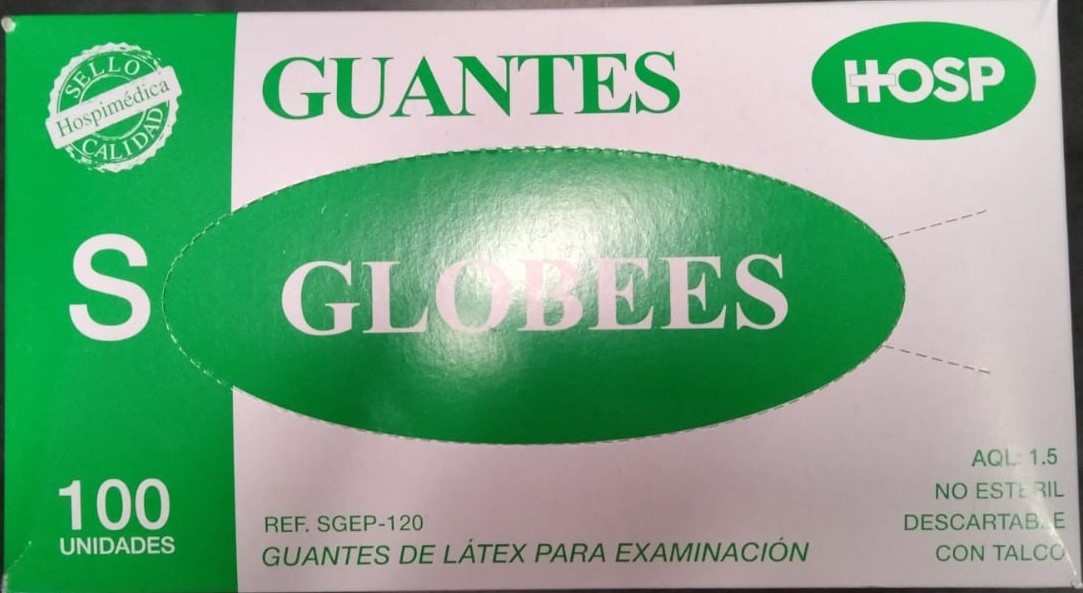 SELLO
Hospimédica
CALIDAD
GUANTES
HOSP
S
GLOBEES
100
UNIDADES
REF. SGEP-120
GUANTES DE LÁTEX PARA EXAMINACIÓN
AQL: 1.5
NO ESTÉRIL
DESCARTABLE
CON TALCO